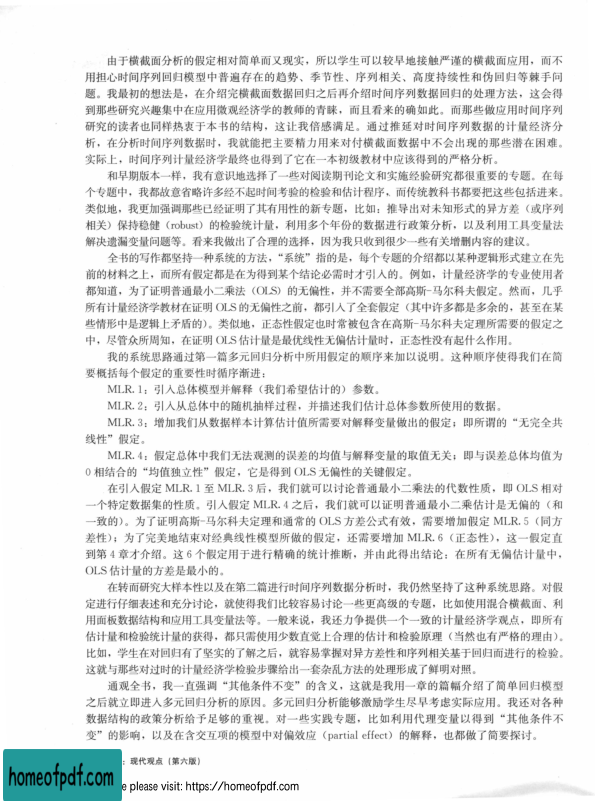 由于横截面分析的假定相对简单而又现实，所以学生可以较早地接触严谨的横截面应用，而不
用担心时间序列回归模型中普遍存在的趋势、季节性、序列相关、高度持续性和伪回归等棘手问
题。我最初的想法是，在介绍完横截面数据回归之后再介绍时间序列数据回归的处理方法，这会得
到那些研究兴趣集中在应用微观经济学的教师的青睐，而且看来的确如此。而那些做应用时间序列
研究的读者也同样热衷于本书的结构，这让我倍感满足。通过推延对时间序列数据的计量经济分
析，在分析时间序列数据时，我就能把主要精力用来对付横截面数据中不会出现的那些潜在困难。
实际上，时间序列计量经济学最终也得到了它在一本初级教材中应该得到的严格分析。
和早期版本一样，我有意识地选择了一些对阅读期刊论文和实施经验研究都很重要的专题。在每
个专题中，我都故意省略许多经不起时间考验的检验和估计程序、而传统教科书都要把这些包括进来。
类似地，我更加强调那些已经证明了其有用性的新专题，比如：推导出对未知形式的异方差（或序列
相关）保持稳健（robust）的检验统计量，利用多个年份的数据进行政策分析，以及利用工具变量法
解决遗漏变量问题等。看来我做出了合理的选择，因为我只收到很少一些有关增删内容的建议。
全书的写作都坚持一种系统的方法，“系统”指的是，每个专题的介绍都以某种逻辑形式建立在先
前的材料之上，而所有假定都是在为得到某个结论必需时才引入的。例如，计量经济学的专业使用者
都知道，为了证明普通最小二乘法（OLS）的无偏性，并不需要全部高斯-马尔科夫假定。然而，几乎
所有计量经济学教材在证明 OLS 的无偏性之前，都引入了全套假定（其中许多都是多余的，甚至在某
些情形中是逻辑上矛盾的）。类似地，正态性假定也时常被包含在高斯-马尔科夫定理所需要的假定之
中，尽管众所周知，在证明 OLS 估计量是最优线性无偏估计量时，正态性没有起什么作用。
我的系统思路通过第一篇多元回归分析中所用假定的顺序来加以说明。这种顺序使得我们在简
要概括每个假定的重要性时循序渐进：
MLR. 1：引入总体模型并解释（我们希望估计的）参数。
MLR. 2：引入从总体中的随机抽样过程，并描述我们估计总体参数所使用的数据。
MLR. 3：增加我们从数据样本计算估计值所需要对解释变量做出的假定；即所谓的“无完全共
线性”假定。
MLR. 4：假定总体中我们无法观测的误差的均值与解释变量的取值无关；即与误差总体均值为
0 相结合的“均值独立性”假定，它是得到 OLS 无偏性的关键假定。
在引入假定 MLR. 1 至 MLR. 3 后，我们就可以讨论普通最小二乘法的代数性质，即 OLS 相对
一个特定数据集的性质。引入假定 MLR. 4 之后，我们就可以证明普通最小二乘估计是无偏的（和
一致的）。为了证明高斯-马尔科夫定理和通常的 OLS 方差公式有效，需要增加假定 MLR. 5（同方
差性）；为了完美地结束对经典线性模型所做的假定，还需要增加 MLR. 6（正态性），这一假定直
到第 4 章才介绍。这 6 个假定用于进行精确的统计推断，并由此得出结论：在所有无偏估计量中，
OLS 估计量的方差是最小的。
在转而研究大样本性以及在第二篇进行时间序列数据分析时，我仍然坚持了这种系统思路。对假
定进行仔细表述和充分讨论，就使得我们比较容易讨论一些更高级的专题，比如使用混合横截面、利
用面板数据结构和应用工具变量法等。一般来说，我还力争提供一个一致的计量经济学观点，即所有
估计量和检验统计量的获得，都只需使用少数直觉上合理的估计和检验原理（当然也有严格的理由）。
比如，学生在对回归有了坚实的了解之后，就容易掌握对异方差性和序列相关基于回归而进行的检验。
这就与那些对过时的计量经济学检验步骤给出一套杂乱方法的处理形成了鲜明对照。
通观全书，我一直强调“其他条件不变”的含义，这就是我用一章的篇幅介绍了简单回归模型
之后就立即进入多元回归分析的原因。多元回归分析能够激励学生尽早考虑实际应用。我还对各种
数据结构的政策分析给予足够的重视。对一些实践专题，比如利用代理变量以得到“其他条件不
变”的影响，以及在含交互项的模型中对偏效应（partial effect）的解释，也都做了简要探讨。
：现代观点（第六版）
homeofpdf.com
e please visit: https://homeofpdf.com